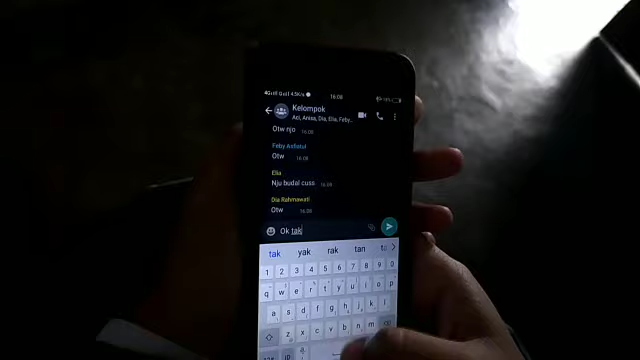 16:08
Kelompok
Aci, Anisa, Dia, Elia, Feby...
Otw njo 16.08
Feby Asfiatul
Otw 16.08
Elia
Nju budal cuss 16.08
Dia Rahmawati
Otw 16.08
Ok tak
tak yak rak tan
1 2 3 4 5 6 7 8 9 0
q w e r t y u i o p
a s d f g h j k l
z x c v b n m